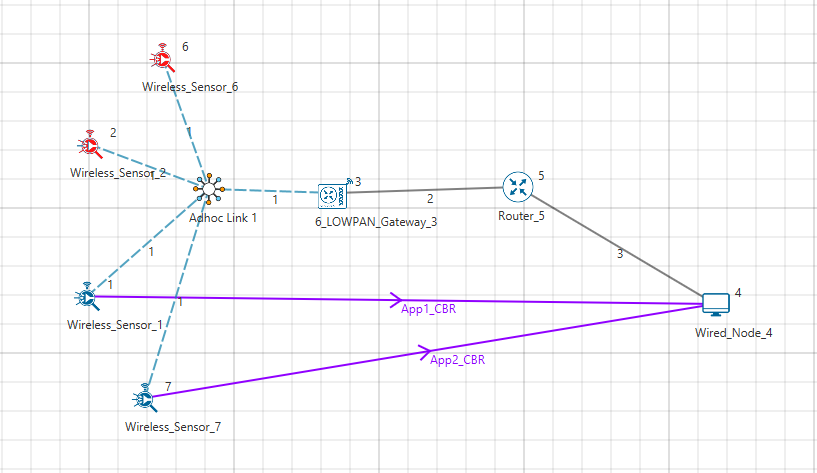 6
Wireless_Sensor_6
1
2
Wireless_Sensor_2
1
Adhoc Link 1
1
3
6_LOWPAN_Gateway_3
2
5
Router_5
3
1
1
1
Wireless_Sensor_1
App1_CBR
4
Wired_Node_4
App2_CBR
7
Wireless_Sensor_7